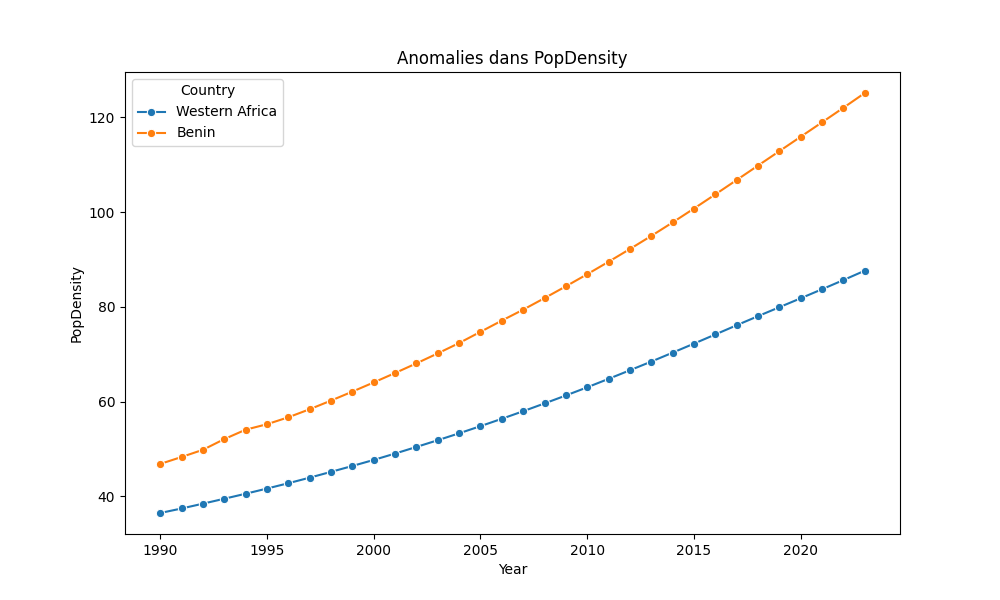 Anomalies dans PopDensity
Country
Western Africa
Benin
PopDensity
120
100
80
60
40
1990 1995 2000 2005 2010 2015 2020
Year